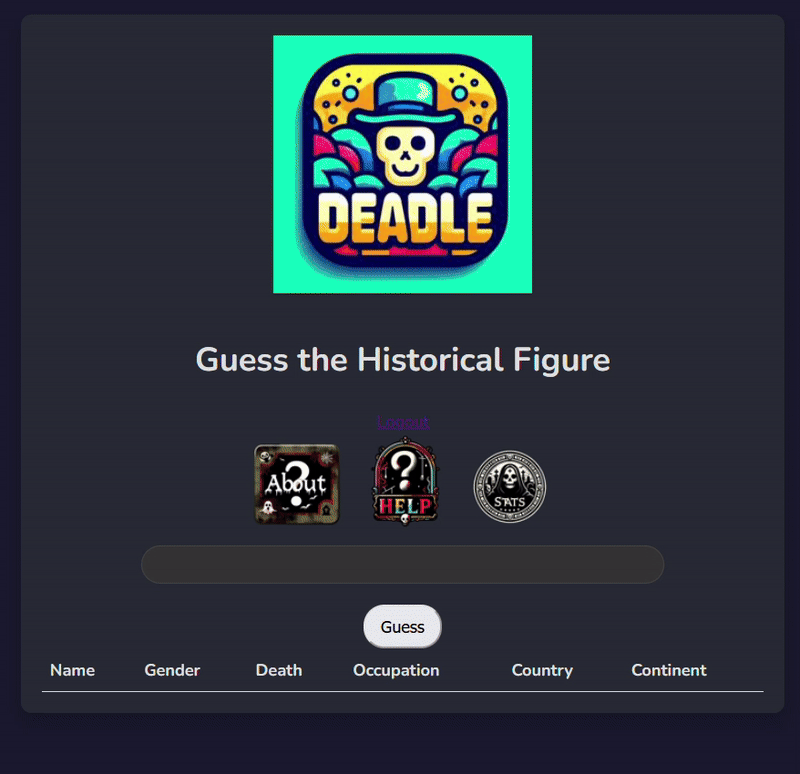 DEADLE
Guess the Historical Figure
Logout
? About
? HELP
STATS
Guess
Name Gender Death Occupation Country Continent